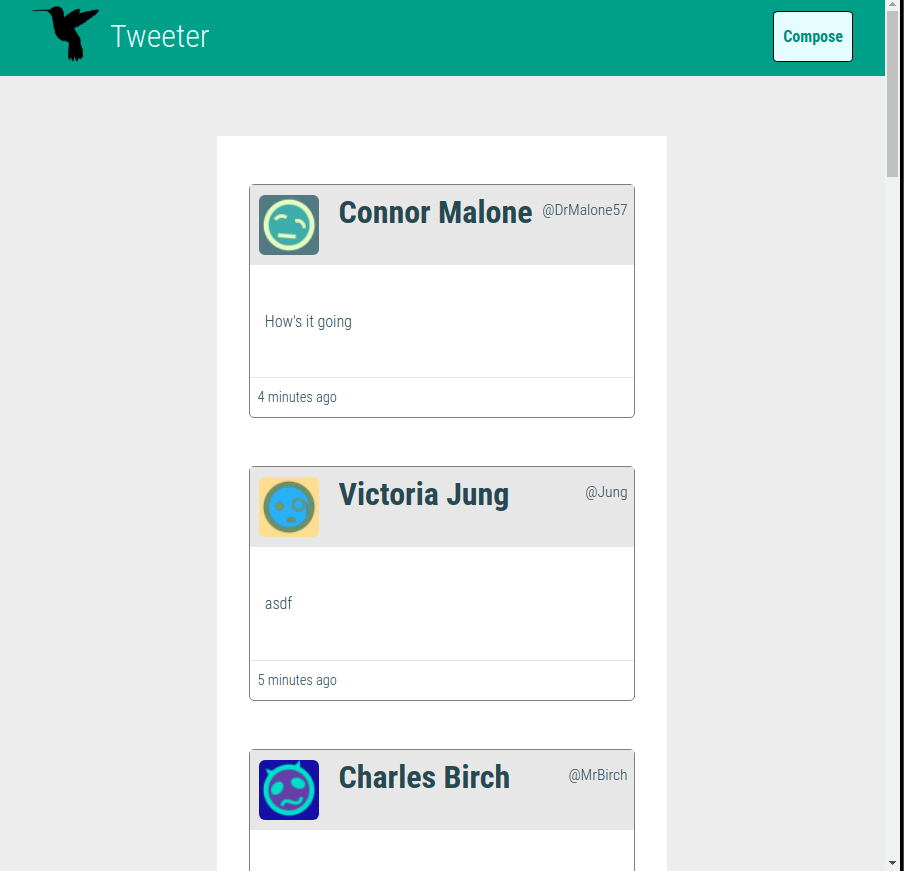 Tweeter
Compose
Connor Malone @DrMalone57
How's it going
4 minutes ago
Victoria Jung @Jung
asdf
5 minutes ago
Charles Birch @MrBirch